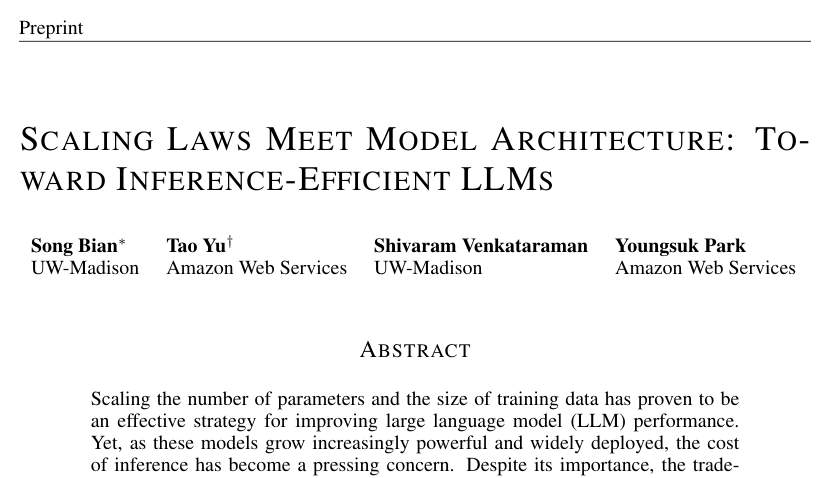 Preprint
SCALING LAWS MEET MODEL ARCHITECTURE: TO-
WARD INFERENCE-EFFICIENT LLMS
Song Bian* Tao Yu† Shivaram Venkataraman Youngsuk Park
UW-Madison Amazon Web Services UW-Madison Amazon Web Services
ABSTRACT
Scaling the number of parameters and the size of training data has proven to be
an effective strategy for improving large language model (LLM) performance.
Yet, as these models grow increasingly powerful and widely deployed, the cost
of inference has become a pressing concern. Despite its importance, the trade-